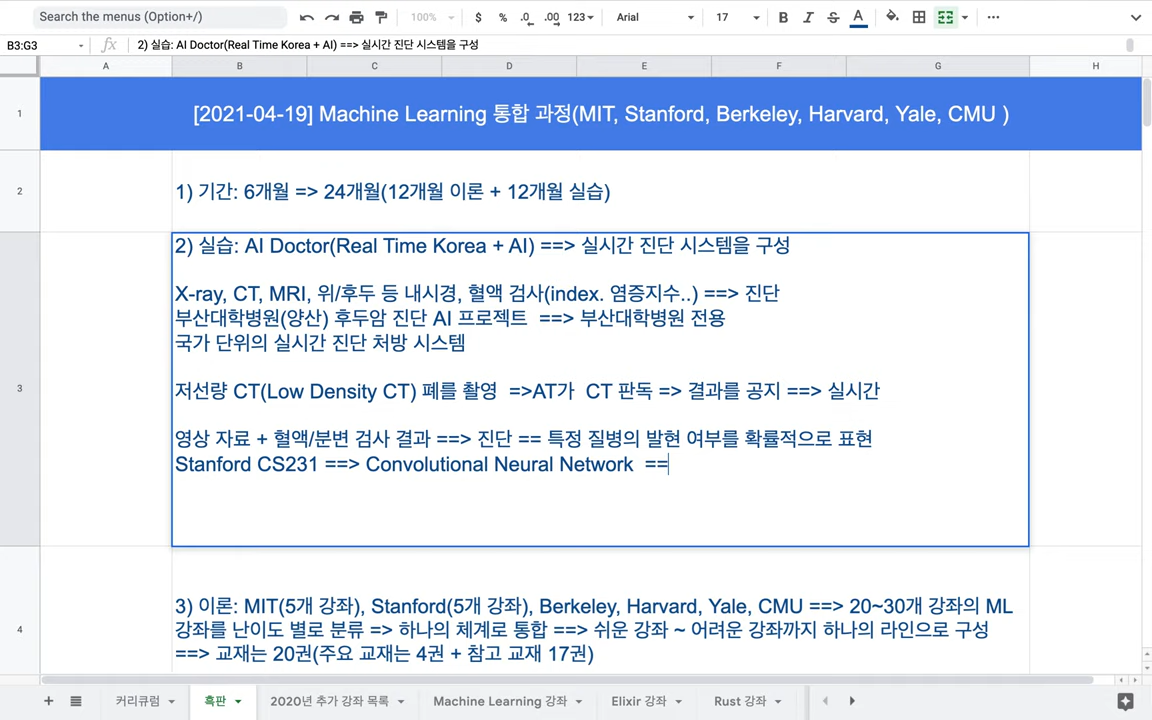 Search the menus (Option+/)
100%
$ % .0 .00 123
Arial
17
B I S A
B3:G3
fx
2) 실습: AI Doctor(Real Time Korea + AI) ==> 실시간 진단 시스템을 구성
A B C D E F G H
1
[2021-04-19] Machine Learning 통합 과정(MIT, Stanford, Berkeley, Harvard, Yale, CMU )
2
1) 기간: 6개월 => 24개월(12개월 이론 + 12개월 실습)
3
2) 실습: AI Doctor(Real Time Korea + AI) ==> 실시간 진단 시스템을 구성
X-ray, CT, MRI, 위/후두 등 내시경, 혈액 검사(index. 염증지수..) ==> 진단
부산대학병원(양산) 후두암 진단 AI 프로젝트 ==> 부산대학병원 전용
국가 단위의 실시간 진단 처방 시스템
저선량 CT(Low Density CT) 폐를 촬영 =>AT가 CT 판독 => 결과를 공지 ==> 실시간
영상 자료 + 혈액/분변 검사 결과 ==> 진단 == 특정 질병의 발현 여부를 확률적으로 표현
Stanford CS231 ==> Convolutional Neural Network ==
4
3) 이론: MIT(5개 강좌), Stanford(5개 강좌), Berkeley, Harvard, Yale, CMU ==> 20~30개 강좌의 ML
강좌를 난이도 별로 분류 => 하나의 체계로 통합 ==> 쉬운 강좌 ~ 어려운 강좌까지 하나의 라인으로 구성
==> 교재는 20권(주요 교재는 4권 + 참고 교재 17권)
커리큘럼
흑판
2020년 추가 강좌 목록
Machine Learning 강좌
Elixir 강좌
Rust 강좌